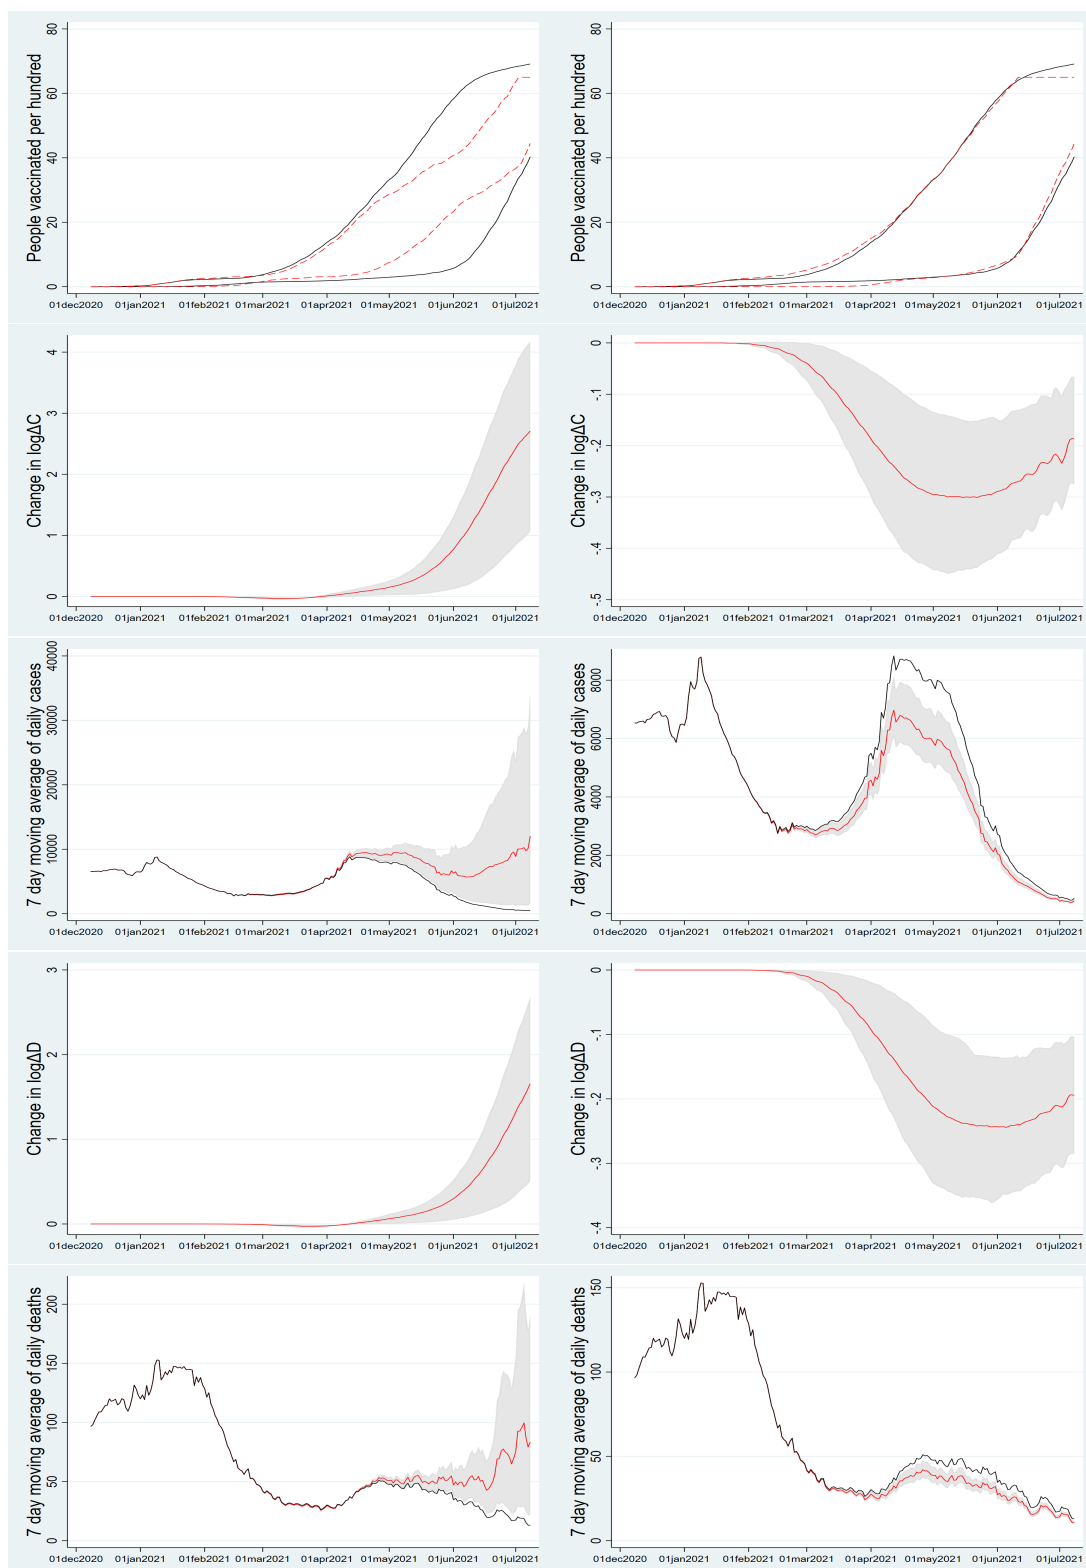 People vaccinated per hundred
80
60
40
20
0
01dec2020 01jan2021 01feb2021 01mar2021 01apr2021 01may2021 01jun2021 01jul2021
People vaccinated per hundred
80
60
40
20
0
01dec2020 01jan2021 01feb2021 01mar2021 01apr2021 01may2021 01jun2021 01jul2021
Change in logΔC
4
3
2
1
0
01dec2020 01jan2021 01feb2021 01mar2021 01apr2021 01may2021 01jun2021 01jul2021
Change in logΔC
0
-.1
-.2
-.3
-.4
-.5
01dec2020 01jan2021 01feb2021 01mar2021 01apr2021 01may2021 01jun2021 01jul2021
7 day moving average of daily cases
40000
30000
20000
10000
0
01dec2020 01jan2021 01feb2021 01mar2021 01apr2021 01may2021 01jun2021 01jul2021
7 day moving average of daily cases
8000
6000
4000
2000
0
01dec2020 01jan2021 01feb2021 01mar2021 01apr2021 01may2021 01jun2021 01jul2021
Change in logΔD
3
2
1
0
01dec2020 01jan2021 01feb2021 01mar2021 01apr2021 01may2021 01jun2021 01jul2021
Change in logΔD
0
-.1
-.2
-.3
-.4
01dec2020 01jan2021 01feb2021 01mar2021 01apr2021 01may2021 01jun2021 01jul2021
7 day moving average of daily deaths
200
150
100
50
0
01dec2020 01jan2021 01feb2021 01mar2021 01apr2021 01may2021 01jun2021 01jul2021
7 day moving average of daily deaths
150
100
50
0
01dec2020 01jan2021 01feb2021 01mar2021 01apr2021 01may2021 01jun2021 01jul2021